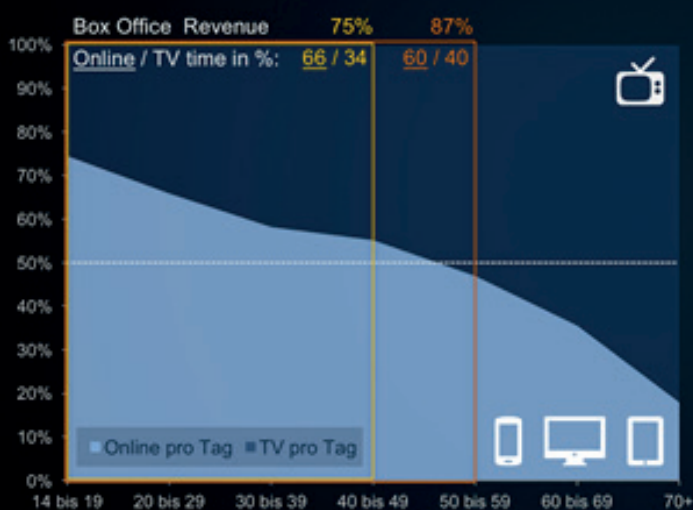 Box Office Revenue 75% 87%
Online / TV time in %: 66 / 34 60 / 40
100%
90%
80%
70%
60%
50%
40%
30%
20%
10%
0%
Online pro Tag TV pro Tag
14 bis 19 20 bis 29 30 bis 39 40 bis 49 50 bis 59 60 bis 69 70+